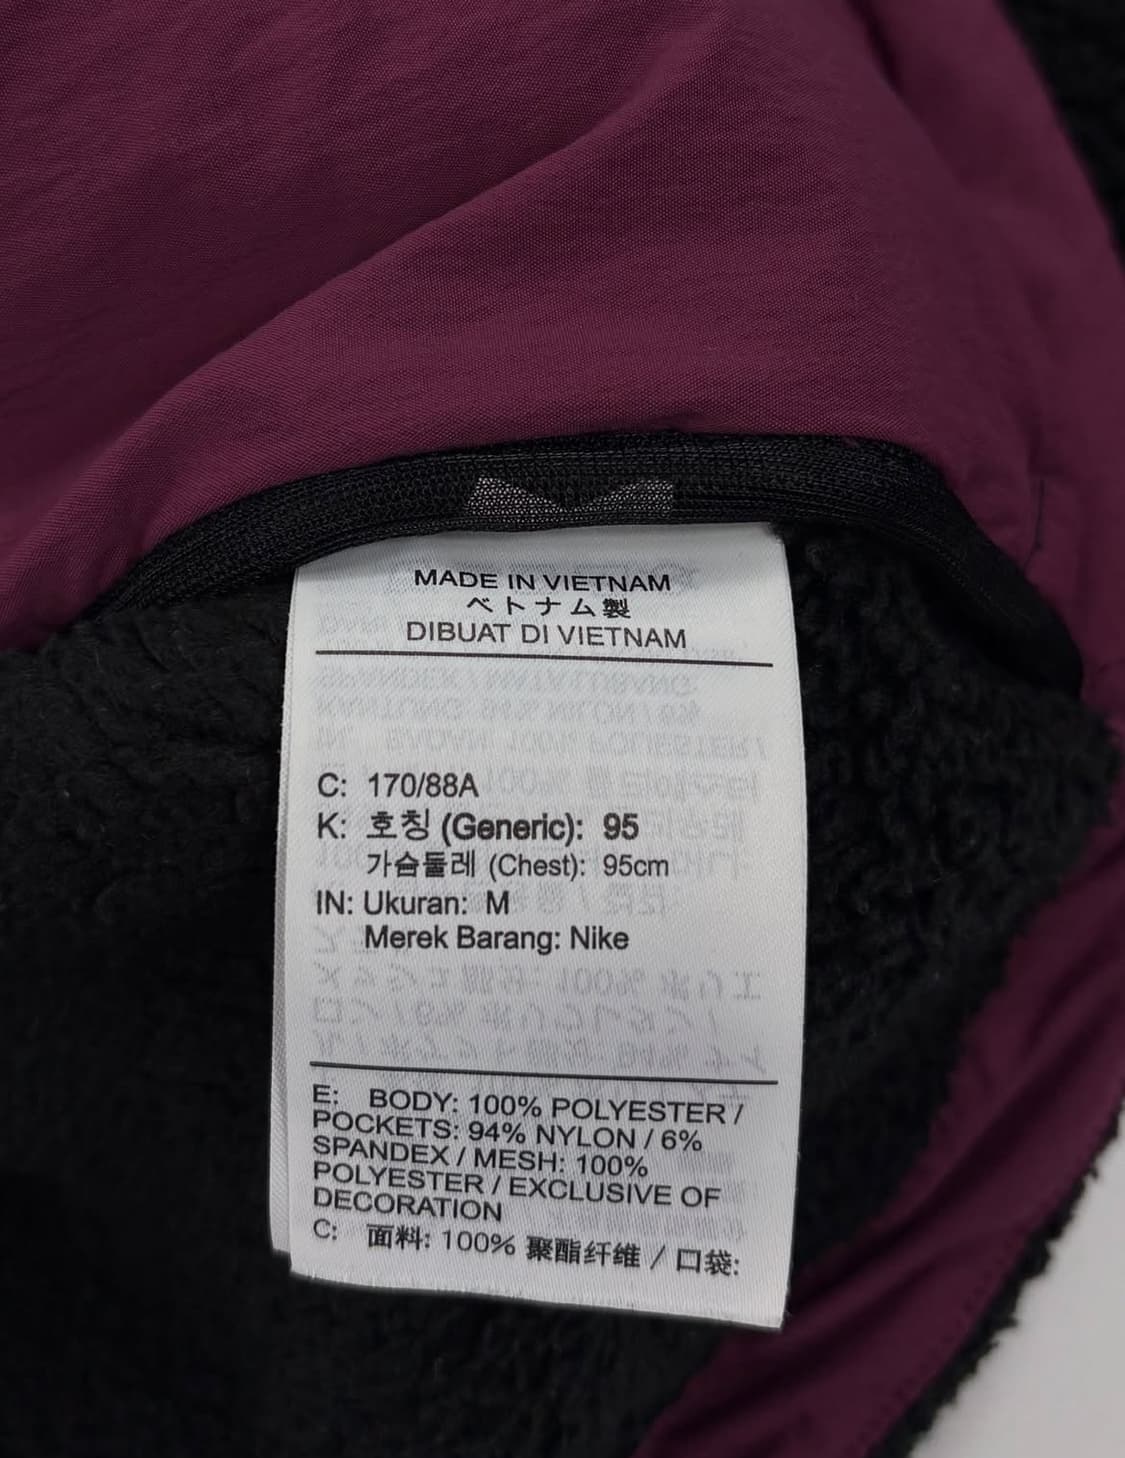 MADE IN VIETNAM
ベトナム製
DIBUAT DI VIETNAM
C: 170/88A
K: 호칭 (Generic): 95
가슴둘레 (Chest): 95cm
IN: Ukuran: M
Merek Barang: Nike
E: BODY: 100% POLYESTER /
POCKETS: 94% NYLON / 6%
SPANDEX / MESH: 100%
POLYESTER / EXCLUSIVE OF
DECORATION
C: 面料: 100% 聚酯纤维 / 口袋: